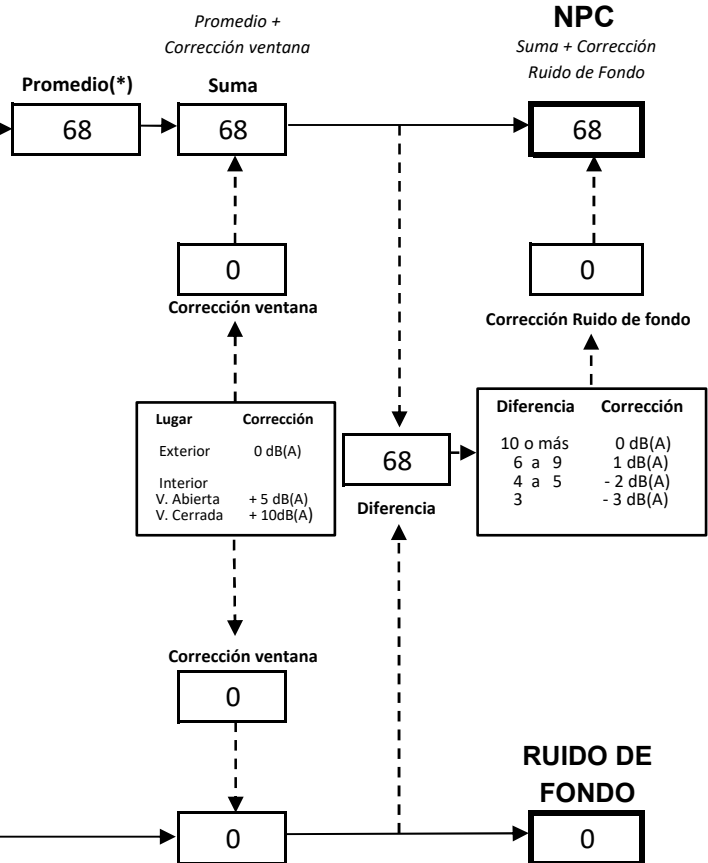 Promedio +
Corrección ventana
NPC
Suma + Corrección
Ruido de Fondo
Promedio(*)
Suma
68
68
68
0
0
Corrección ventana
Corrección Ruido de fondo
Lugar Corrección
Exterior 0 dB(A)
Interior
V. Abierta + 5 dB(A)
V. Cerrada + 10dB(A)
68
Diferencia
Diferencia Corrección
10 o más 0 dB(A)
6 a 9 1 dB(A)
4 a 5 - 2 dB(A)
3 - 3 dB(A)
Corrección ventana
0
RUIDO DE
FONDO
0
0